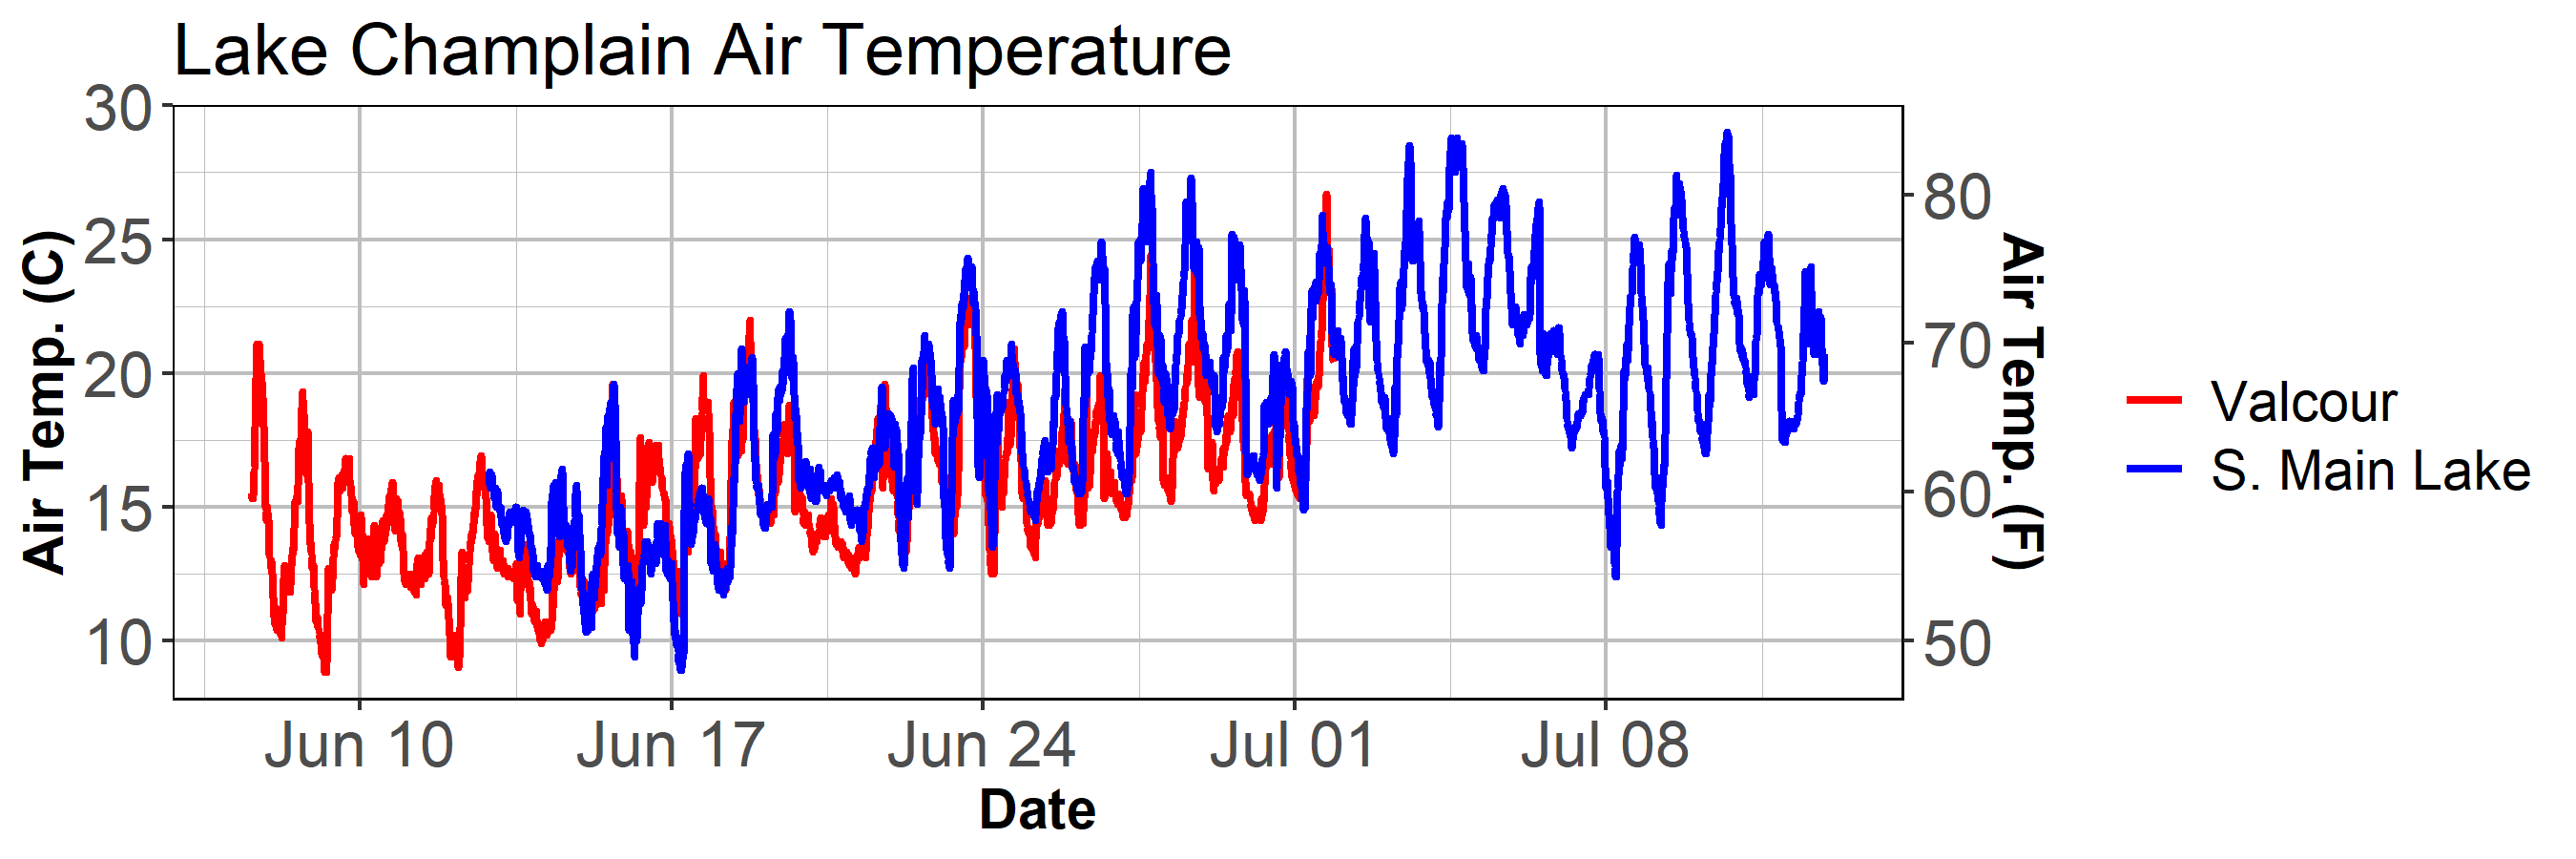 Lake Champlain Air Temperature
30
25
20
15
10
Air Temp. (C)
80
70
60
50
Air Temp. (F)
Jun 10 Jun 17 Jun 24 Jul 01 Jul 08
Date
Valcour
S. Main Lake